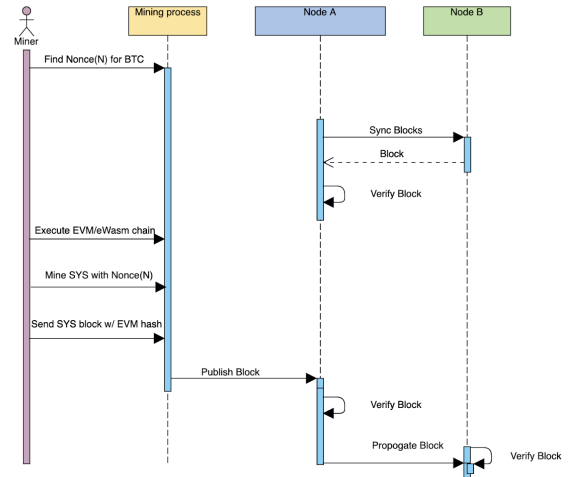 Mining process
Node A
Node B
Miner
Find Nonce(N) for BTC
Sync Blocks
Block
Verify Block
Execute EVM/eWasm chain
Mine SYS with Nonce(N)
Send SYS block w/ EVM hash
Publish Block
Verify Block
Propogate Block
Verify Block